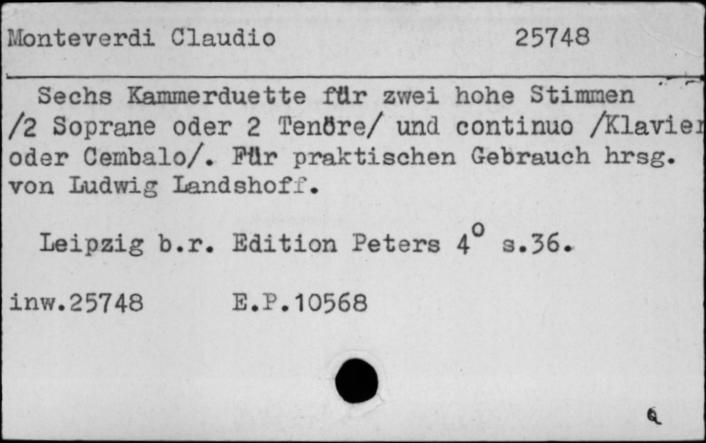 Monteverdi Claudio 25748
Sechs Kammerduette für zwei hohe Stimmen
/2 Soprane oder 2 Tenöre/ und continuo /Klavier
oder Cembalo/. Für praktischen Gebrauch hrsg.
von Ludwig Landshoff.
Leipzig b.r. Edition Peters 4° s.36.
inw.25748 E.P.10568